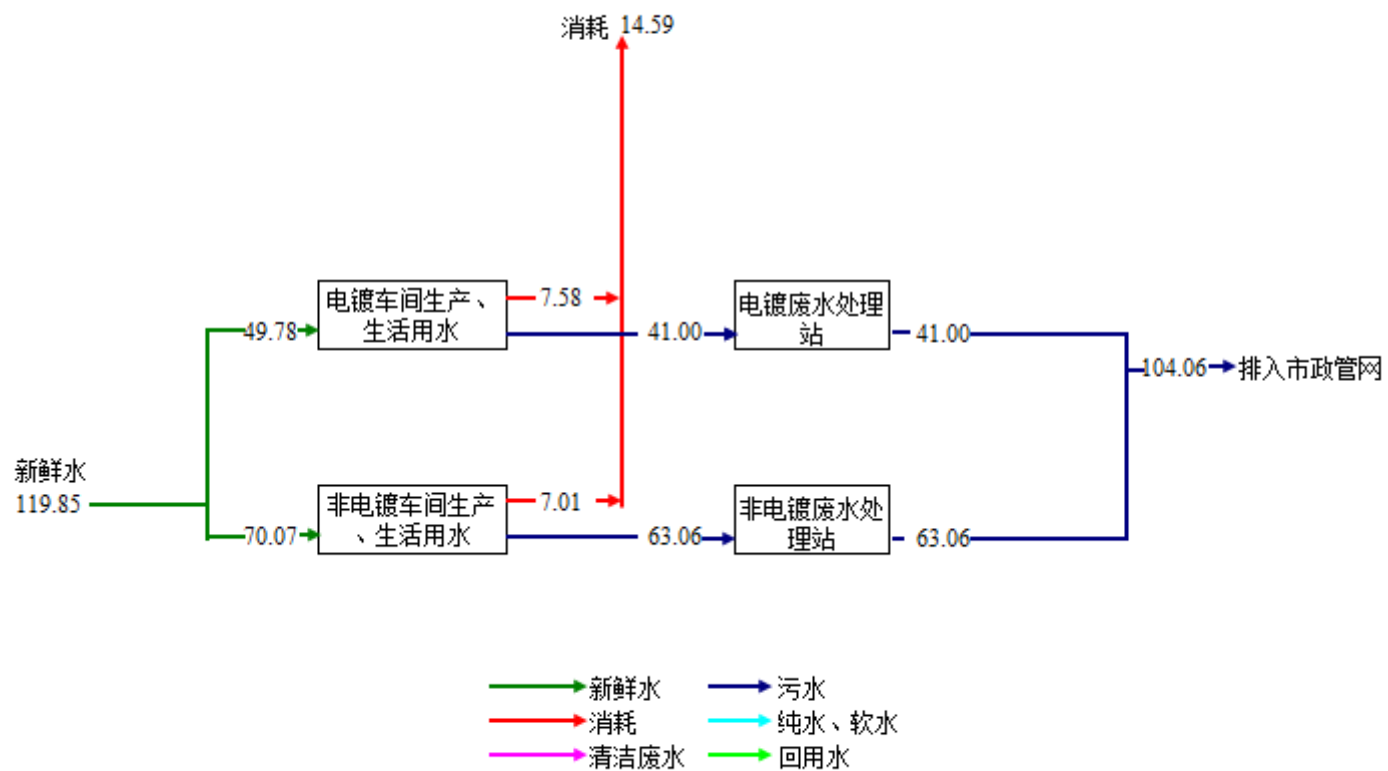 消耗 14.59
电镀车间生产、
生活用水
7.58
49.78
41.00
电镀废水处理
站
41.00
104.06
排入市政管网
新鲜水
119.85
非电镀车间生产
、生活用水
7.01
70.07
63.06
非电镀废水处
理站
63.06
新鲜水
污水
消耗
纯水、软水
清洁废水
回用水